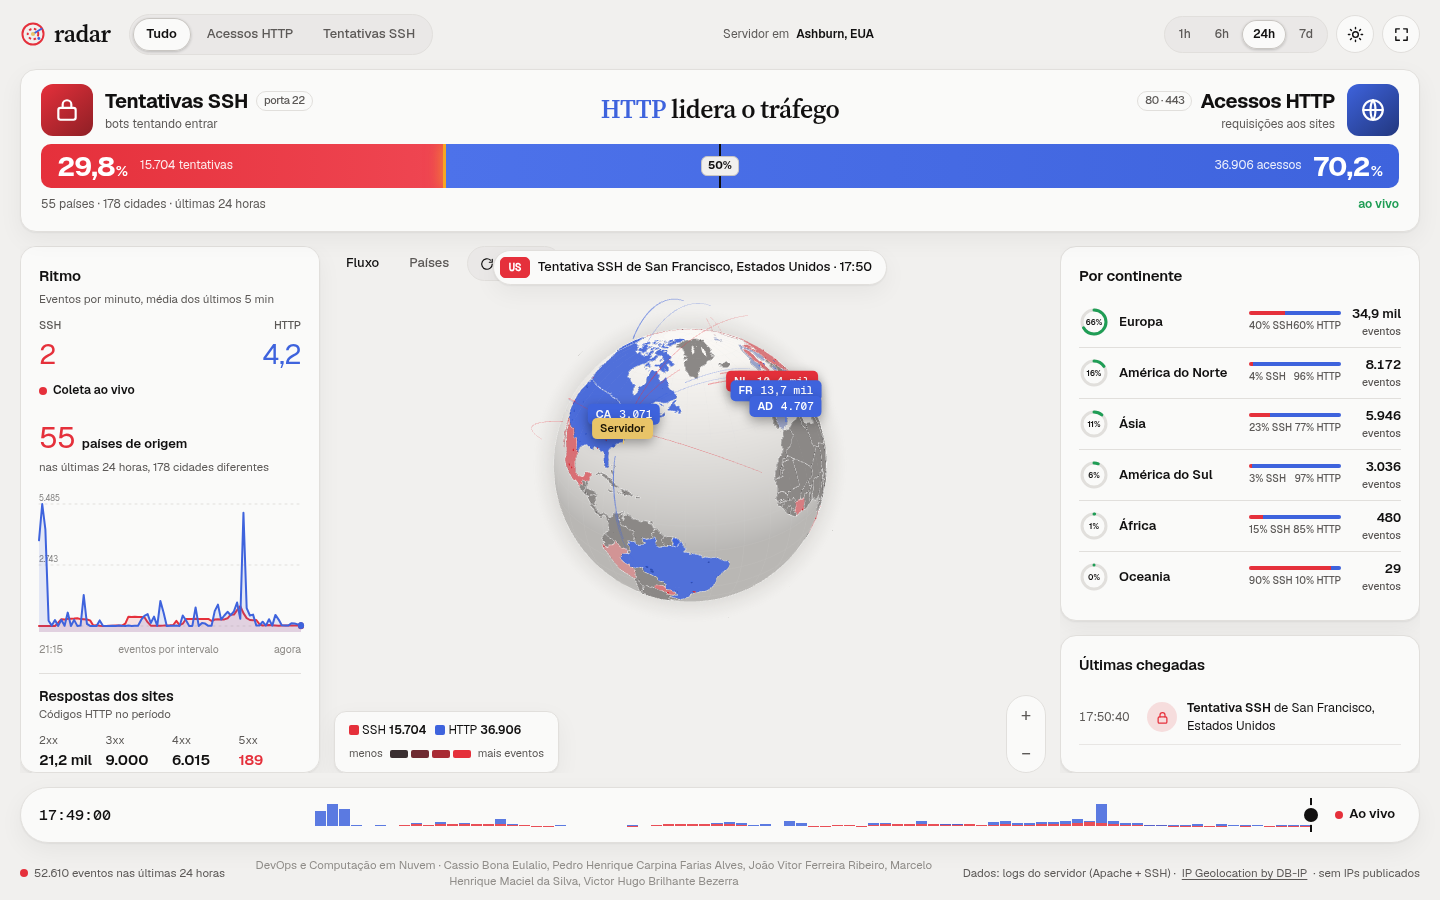 radar
Tudo
Acessos HTTP
Tentativas SSH
Servidor em Ashburn, EUA
1h
6h
24h
7d
Tentativas SSH
porta 22
bots tentando entrar
HTTP lidera o tráfego
80 · 443
Acessos HTTP
requisições aos sites
29,8%
15.704 tentativas
50%
36.906 acessos
70,2%
55 países · 178 cidades · últimas 24 horas
ao vivo
Ritmo
Eventos por minuto, média dos últimos 5 min
SSH
HTTP
2
4,2
Coleta ao vivo
55 países de origem
nas últimas 24 horas, 178 cidades diferentes
5.485
2.743
21:15
eventos por intervalo
agora
Respostas dos sites
Códigos HTTP no período
2xx
3xx
4xx
5xx
21,2 mil
9.000
6.015
189
Fluxo
Países
US
Tentativa SSH de San Francisco, Estados Unidos · 17:50
FR 13,7 mil
AD 4.707
CA 3.071
Servidor
SSH 15.704
HTTP 36.906
menos
mais eventos
+
−
Por continente
66%
Europa
40% SSH
60% HTTP
34,9 mil
eventos
16%
América do Norte
4% SSH
96% HTTP
8.172
eventos
11%
Ásia
23% SSH
77% HTTP
5.946
eventos
6%
América do Sul
3% SSH
97% HTTP
3.036
eventos
1%
África
15% SSH
85% HTTP
480
eventos
0%
Oceania
90% SSH
10% HTTP
29
eventos
Últimas chegadas
17:50:40
Tentativa SSH de San Francisco,
Estados Unidos
17:49:00
Ao vivo
52.610 eventos nas últimas 24 horas
DevOps e Computação em Nuvem · Cassio Bona Eulalio, Pedro Henrique Carpina Farias Alves, João Vitor Ferreira Ribeiro, Marcelo
Henrique Maciel da Silva, Victor Hugo Brilhante Bezerra
Dados: logs do servidor (Apache + SSH) · IP Geolocation by DB-IP · sem IPs publicados